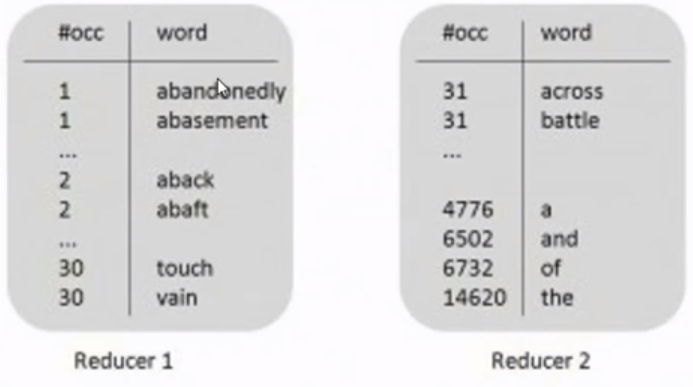 #occ word
1 abandonedly
1 abasement
...
2 aback
2 abaft
...
30 touch
30 vain
Reducer 1
#occ word
31 across
31 battle
...
4776 a
6502 and
6732 of
14620 the
Reducer 2